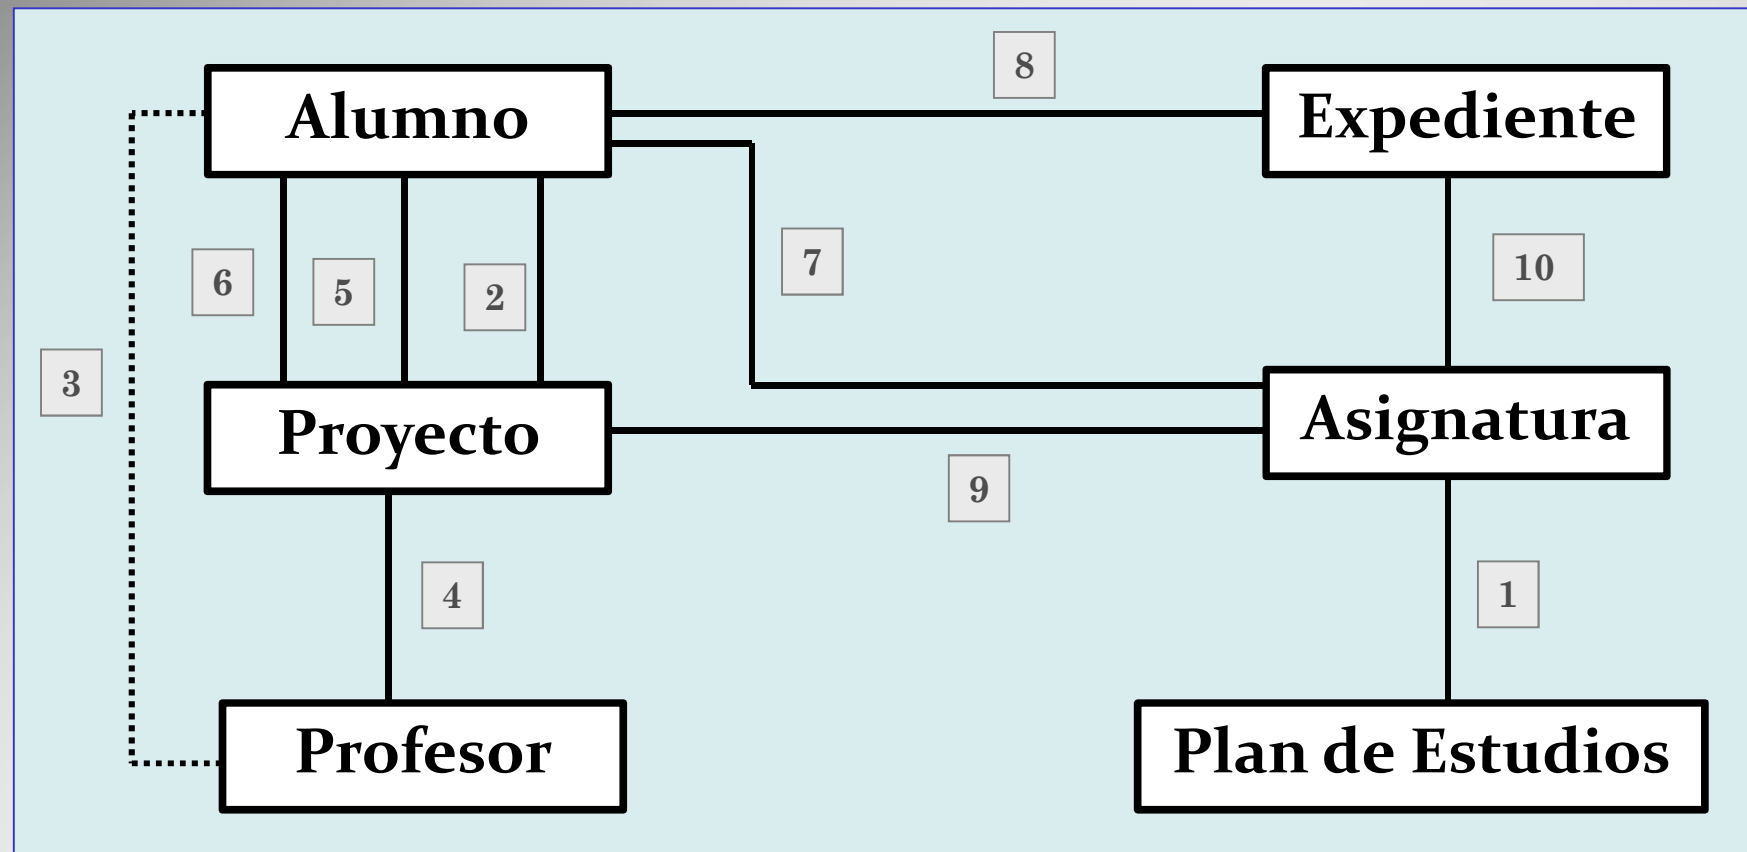 8
Alumno
Expediente
7
10
6
5
2
3
Proyecto
Asignatura
9
4
1
Profesor
Plan de Estudios